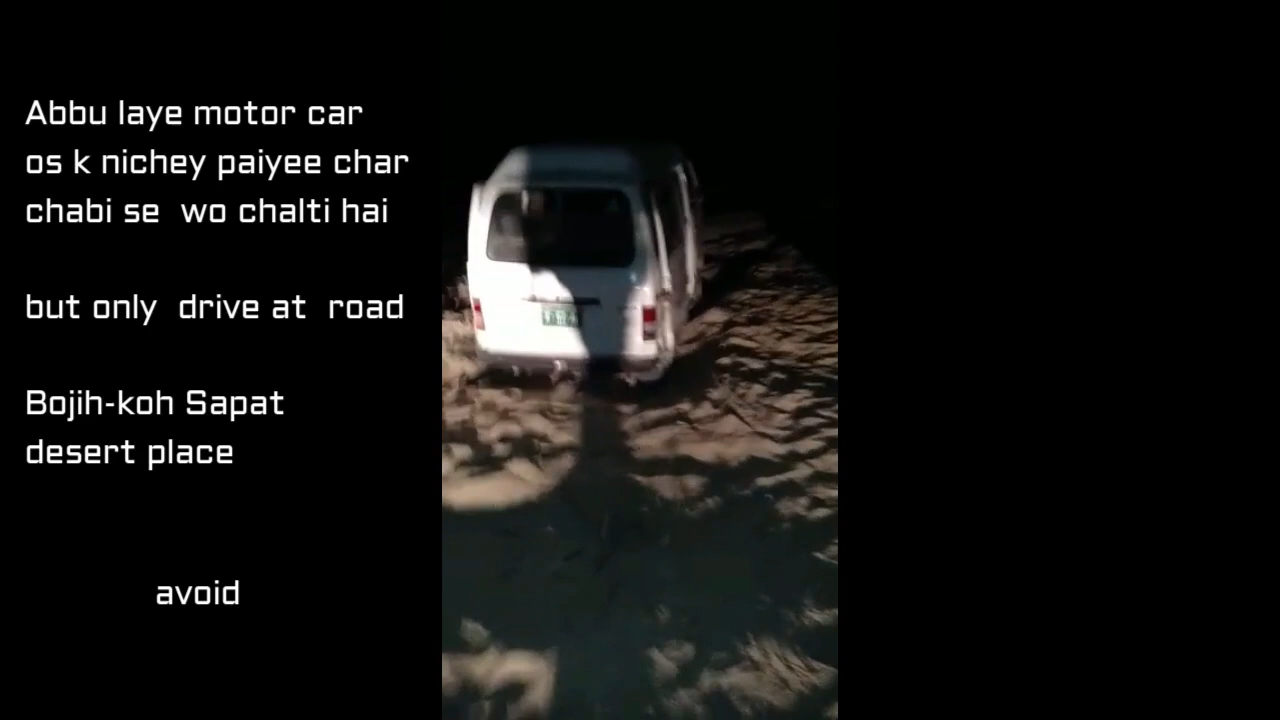 Abbu laye motor car
os k nichey paiyee char
chabi se wo chalti hai
but only drive at road
Bojih-koh Sapat
desert place
avoid